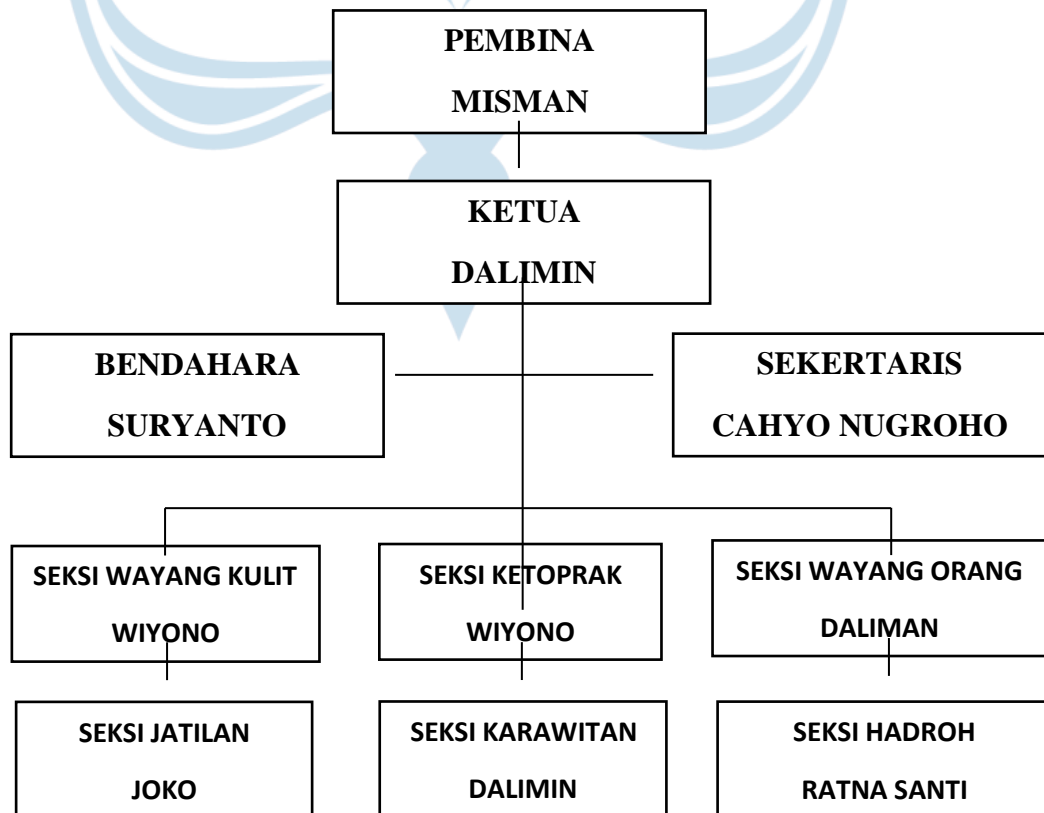 PEMBINA
MISMAN
KETUA
DALIMIN
BENDAHARA
SURYANTO
SEKERTARIS
CAHYO NUGROHO
SEKSI WAYANG KULIT
WIYONO
SEKSI KETOPRAK
WIYONO
SEKSI WAYANG ORANG
DALIMAN
SEKSI JATILAN
JOKO
SEKSI KARAWITAN
DALIMIN
SEKSI HADROH
RATNA SANTI